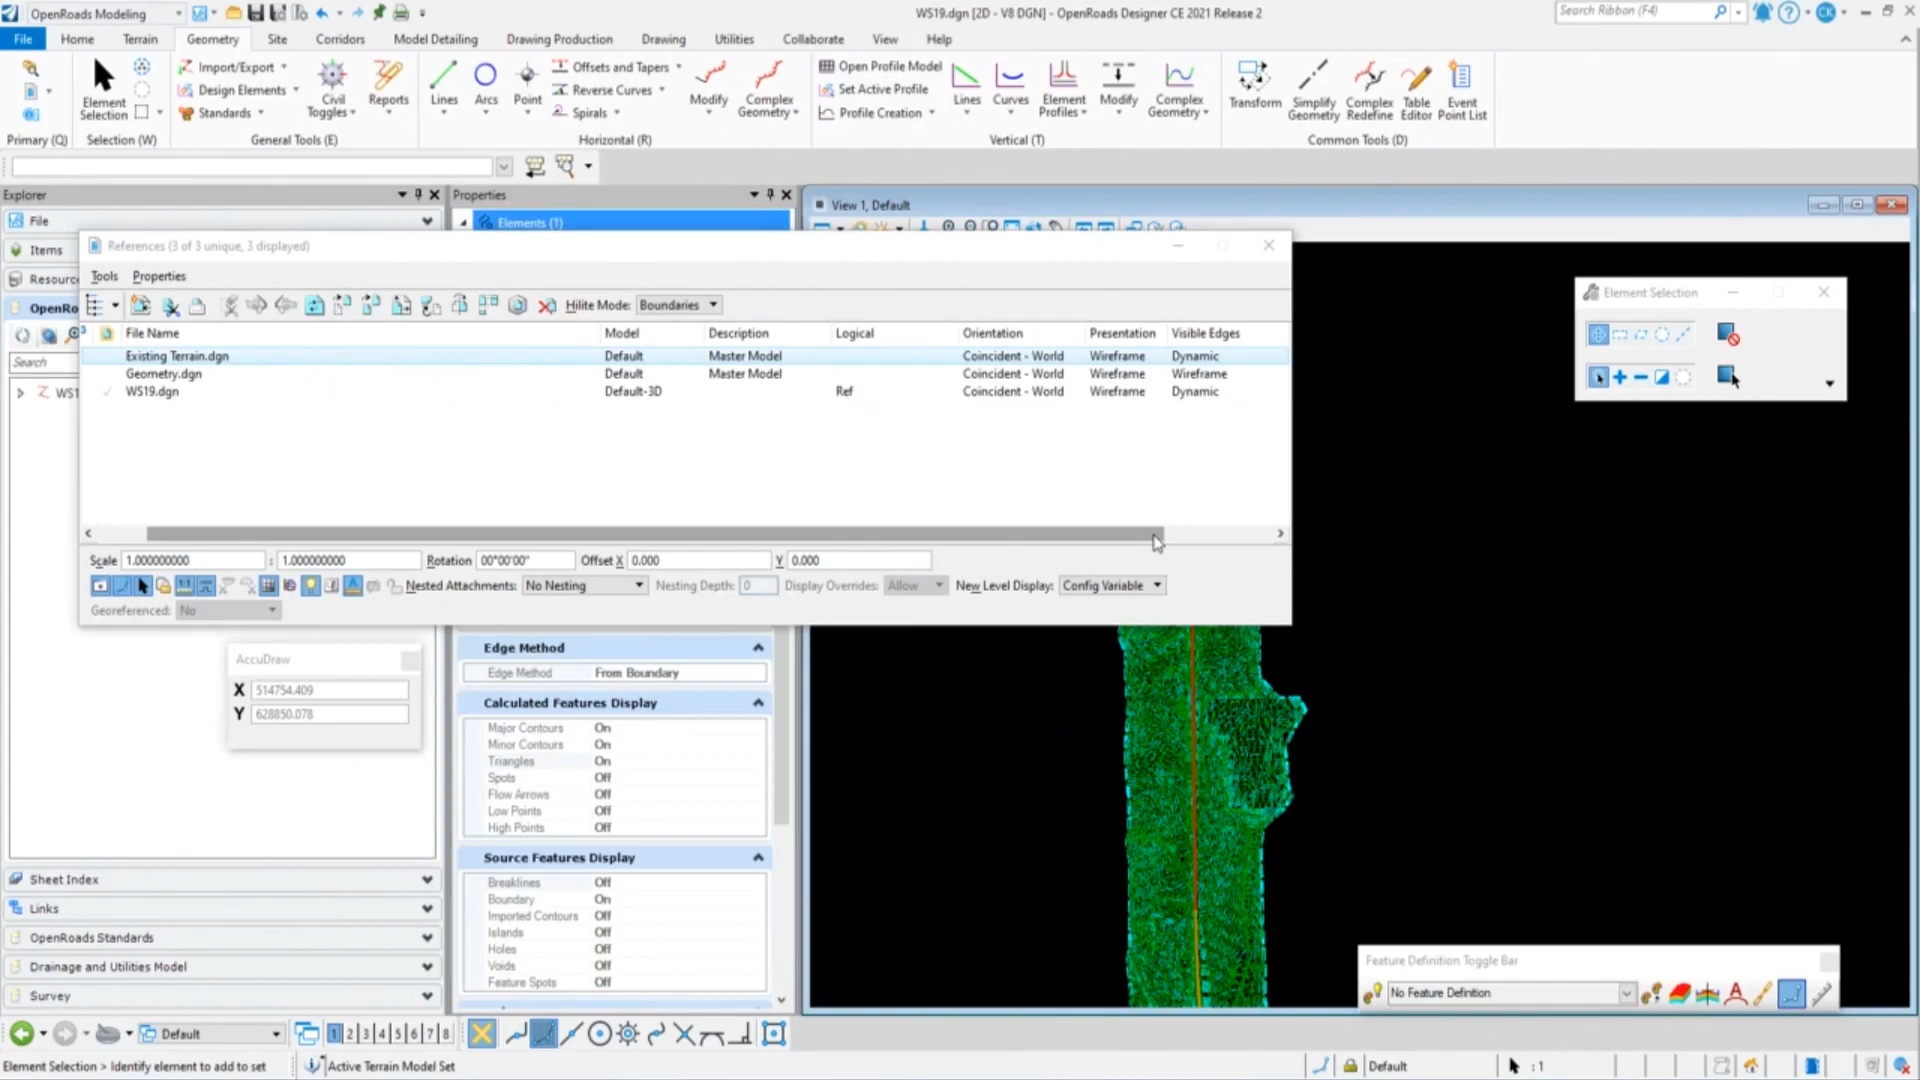 OpenRoads Modeling
WS19.dgn [2D - V8 DGN] - OpenRoads Designer CE 2021 Release 2
Search Ribbon (F4)
CK
File
Home
Terrain
Geometry
Site
Corridors
Model Detailing
Drawing Production
Drawing
Utilities
Collaborate
View
Help
Element
Selection
Import/Export
Design Elements
Standards
Civil
Toggles
Reports
Lines
Arcs
Point
Offsets and Tapers
Reverse Curves
Spirals
Modify
Complex
Geometry
Open Profile Model
Set Active Profile
Profile Creation
Lines
Curves
Element
Profiles
Modify
Complex
Geometry
Transform
Simplify
Geometry
Complex
Redefine
Table
Editor
Event
Point List
Primary (Q)
Selection (W)
General Tools (E)
Horizontal (R)
Vertical (T)
Common Tools (D)
Explorer
Properties
View 1, Default
File
Elements (1)
Items
OpenRo
Search
WS1
References (3 of 3 unique, 3 displayed)
Tools
Properties
Hilite Mode: Boundaries
File Name
Model
Description
Logical
Orientation
Presentation
Visible Edges
Existing Terrain.dgn
Default
Master Model
Coincident - World
Wireframe
Dynamic
Geometry.dgn
Default
Master Model
Coincident - World
Wireframe
Wireframe
WS19.dgn
Default-3D
Ref
Coincident - World
Wireframe
Dynamic
Scale 1.000000000 : 1.000000000 Rotation 00°00'00" Offset X 0.000 Y 0.000
Nested Attachments: No Nesting Nesting Depth: 0 Display Overrides: Allow New Level Display: Config Variable
Georeferenced: No
Element Selection
AccuDraw
X 514754.409
Y 628850.078
Edge Method
Edge Method From Boundary
Calculated Features Display
Major Contours On
Minor Contours On
Triangles On
Spots Off
Flow Arrows Off
Low Points Off
High Points Off
Source Features Display
Breaklines Off
Boundary On
Imported Contours Off
Islands Off
Holes Off
Voids Off
Feature Spots Off
Sheet Index
Links
OpenRoads Standards
Drainage and Utilities Model
Survey
Feature Definition Toggle Bar
No Feature Definition
Default
1 2 3 4 5 6 7 8
Element Selection > Identify element to add to set
Active Terrain Model Set
Default
: 1